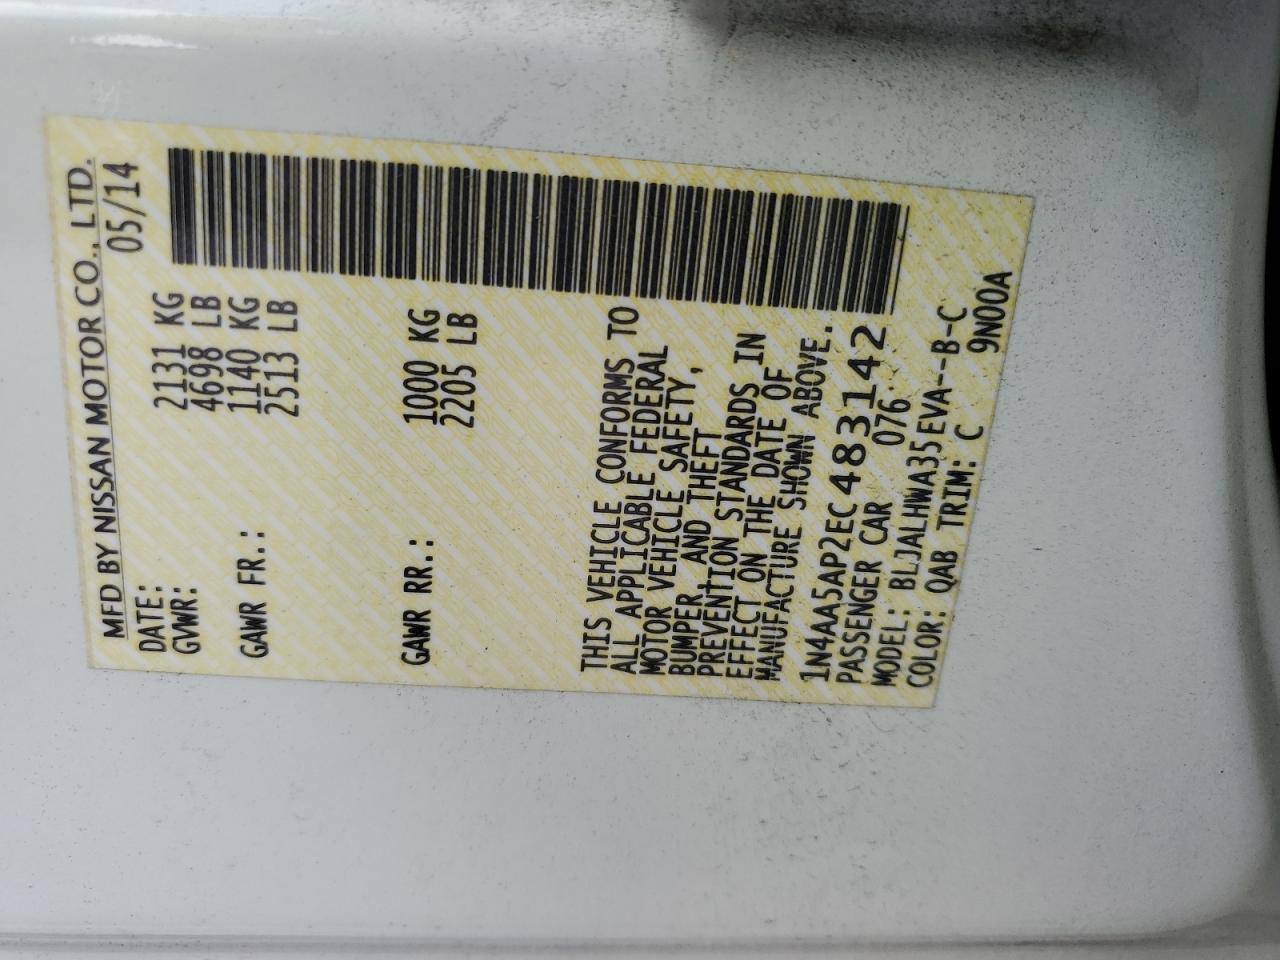 MFD BY NISSAN MOTOR CO., LTD.
DATE: 05/14
GVWR: 2131 KG
4698 LB
GAWR FR.: 1140 KG
2513 LB
GAWR RR.: 1000 KG
2205 LB
THIS VEHICLE CONFORMS TO
ALL APPLICABLE FEDERAL
MOTOR VEHICLE SAFETY,
BUMPER AND THEFT
PREVENTION STANDARDS IN
EFFECT ON THE DATE OF
MANUFACTURE SHOWN ABOVE.
1N4AA5AP2EC483142
PASSENGER CAR 076
MODEL: BLJALHWA35EVA--B-C
COLOR: QAB TRIM: C 9N00A